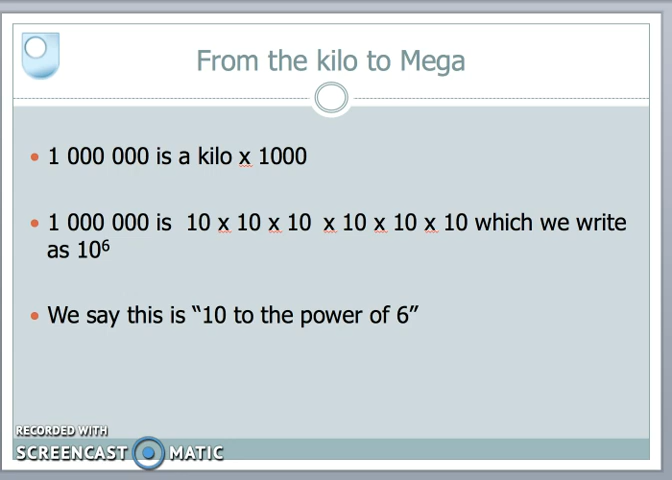 From the kilo to Mega
• 1 000 000 is a kilo x 1000
• 1 000 000 is 10 x 10 x 10 x 10 x 10 x 10 which we write
as 10⁶
• We say this is “10 to the power of 6”
RECORDED WITH
SCREENCAST MATIC